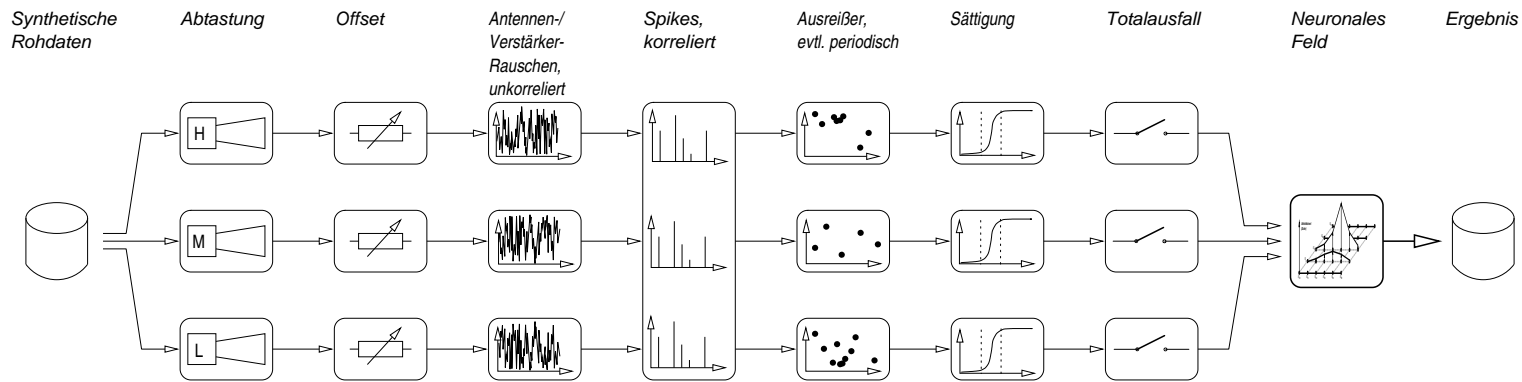 Synthetische
Rohdaten
Abtastung
Offset
Antennen-/
Verstärker-
Rauschen,
unkorreliert
Spikes,
korreliert
Ausreißer,
evtl. periodisch
Sättigung
Totalausfall
Neuronales
Feld
Ergebnis
H
M
L